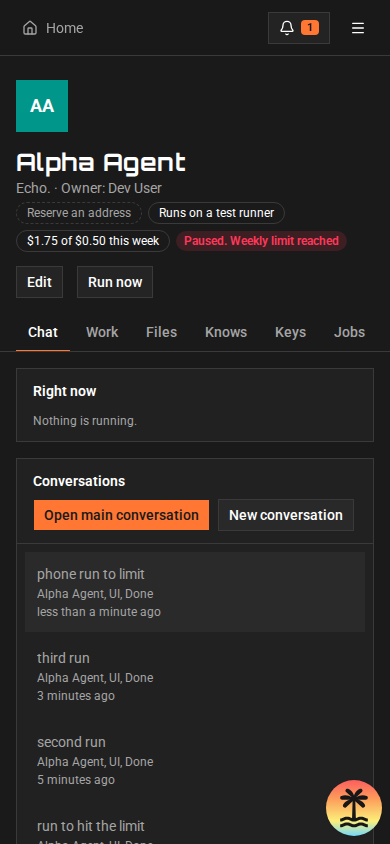 Home
1
AA
Alpha Agent
Echo. · Owner: Dev User
Reserve an address
Runs on a test runner
$1.75 of $0.50 this week
Paused. Weekly limit reached
Edit
Run now
Chat
Work
Files
Knows
Keys
Jobs
Right now
Nothing is running.
Conversations
Open main conversation
New conversation
phone run to limit
Alpha Agent, UI, Done
less than a minute ago
third run
Alpha Agent, UI, Done
3 minutes ago
second run
Alpha Agent, UI, Done
5 minutes ago
run to hit the limit
Alpha Agent, UI, Done